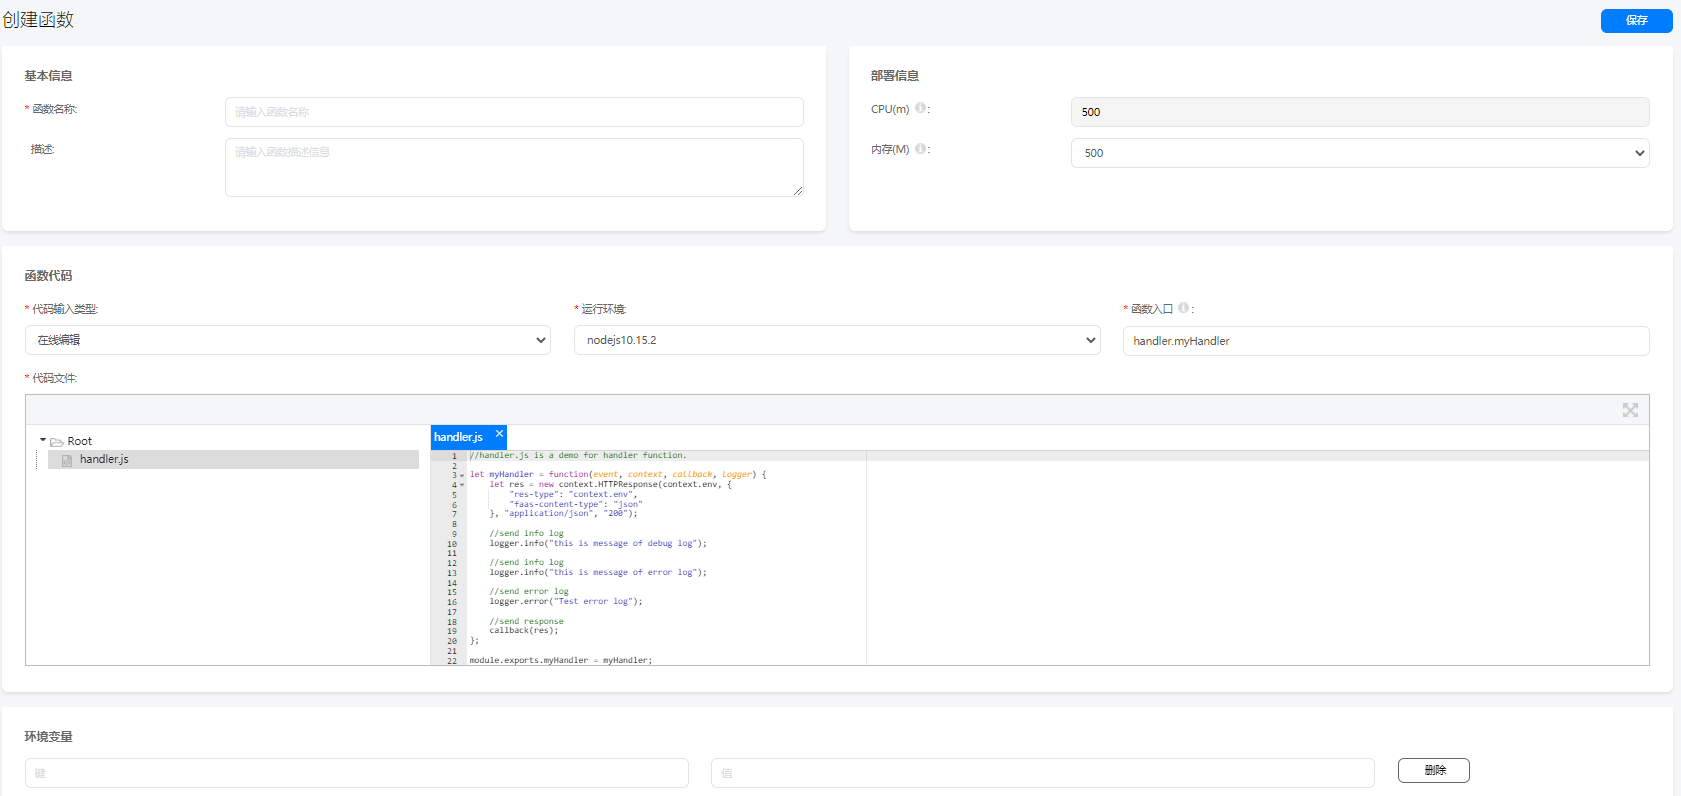 创建函数
保存
基本信息
* 函数名称:
请输入函数名称
描述:
请输入函数描述信息
部署信息
CPU(m) :
500
内存(M) :
500
函数代码
* 代码输入类型:
在线编辑
* 运行环境:
nodejs10.15.2
* 函数入口 :
handler.myHandler
* 代码文件:
Root
handler.js
handler.js ×
1 //handler.js is a demo for handler function.
2
3 let myHandler = function(event, context, callback, logger) {
4 let res = new context.HTTPResponse(context.env, {
5 "res-type": "context.env",
6 "faas-content-type": "json"
7 }, "application/json", "200");
8
9 //send info log
10 logger.info("this is message of debug log");
11
12 //send info log
13 logger.info("this is message of error log");
14
15 //send error log
16 logger.error("Test error log");
17
18 //send response
19 callback(res);
20 };
21
22 module.exports.myHandler = myHandler;
环境变量
键
值
删除